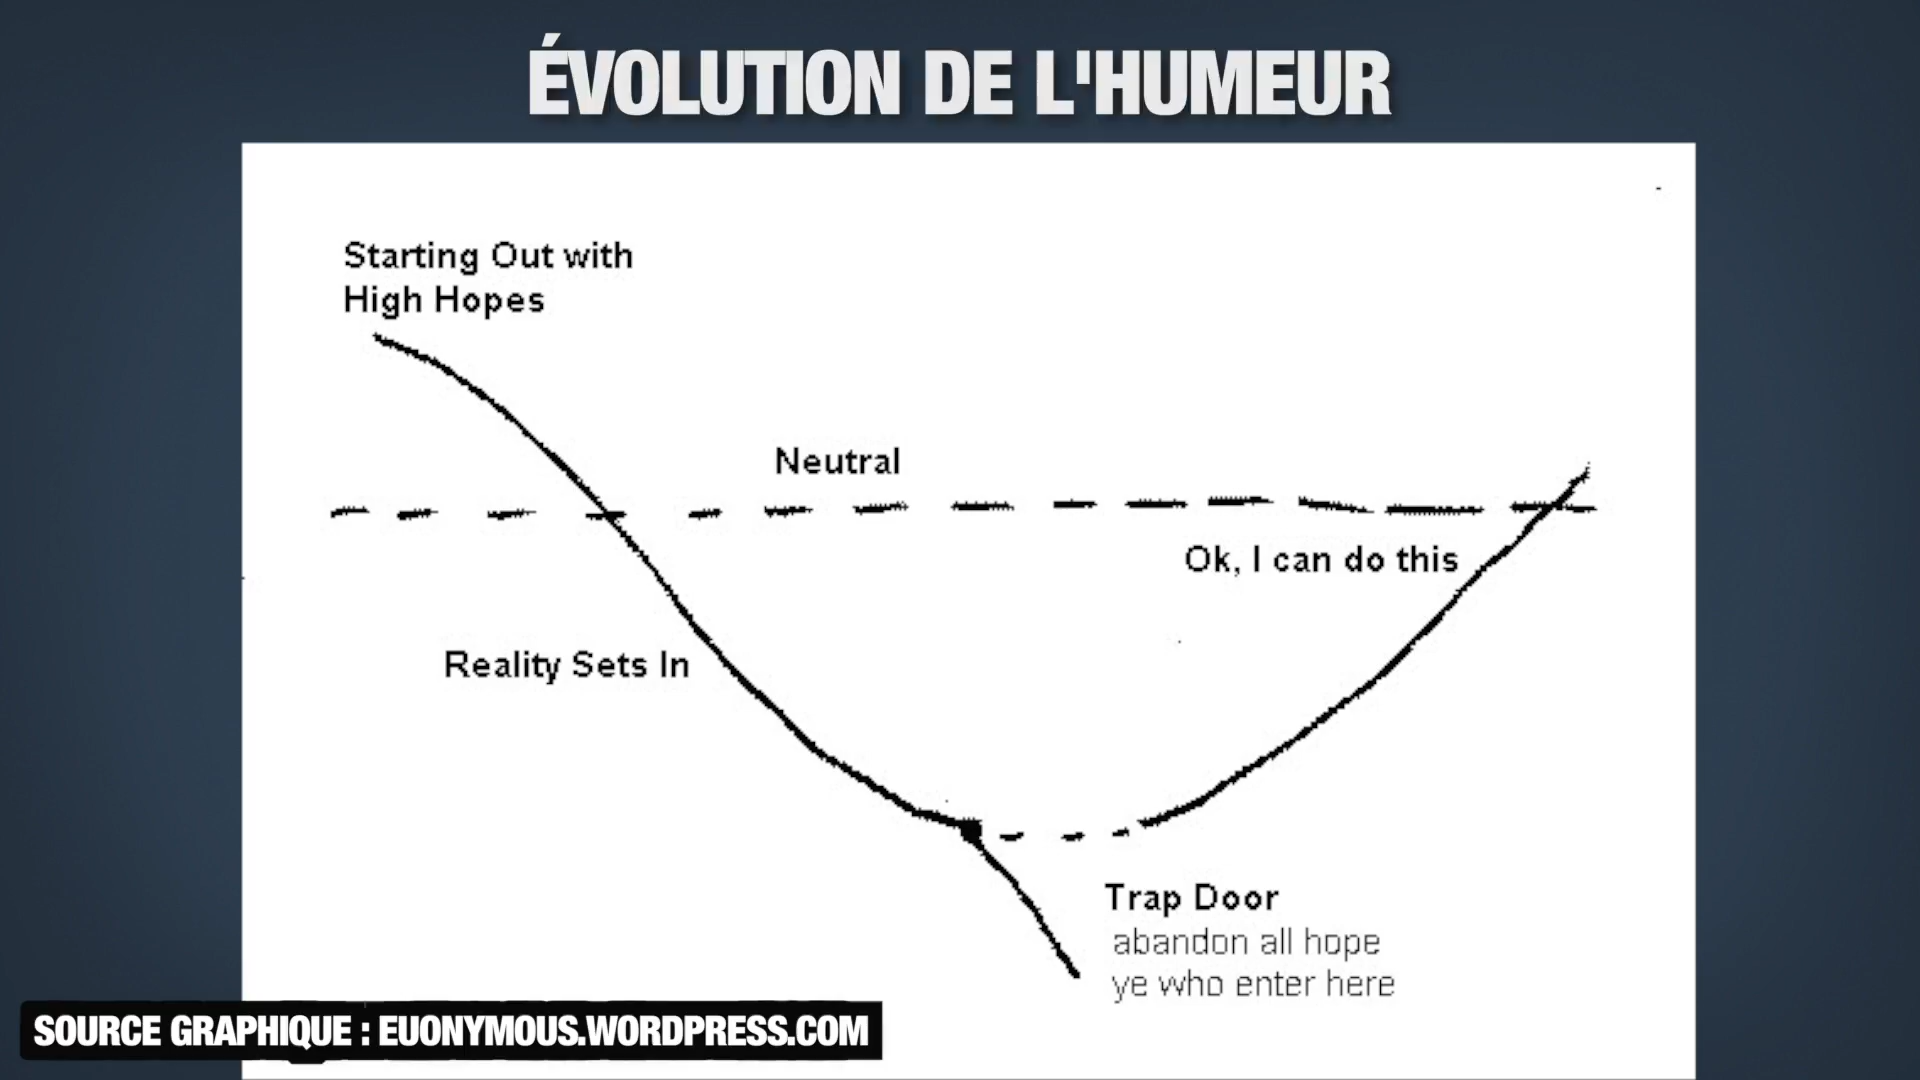 ÉVOLUTION DE L'HUMEUR
Starting Out with
High Hopes
Neutral
Ok, I can do this
Reality Sets In
Trap Door
abandon all hope
ye who enter here
SOURCE GRAPHIQUE : EUONYMOUS.WORDPRESS.COM